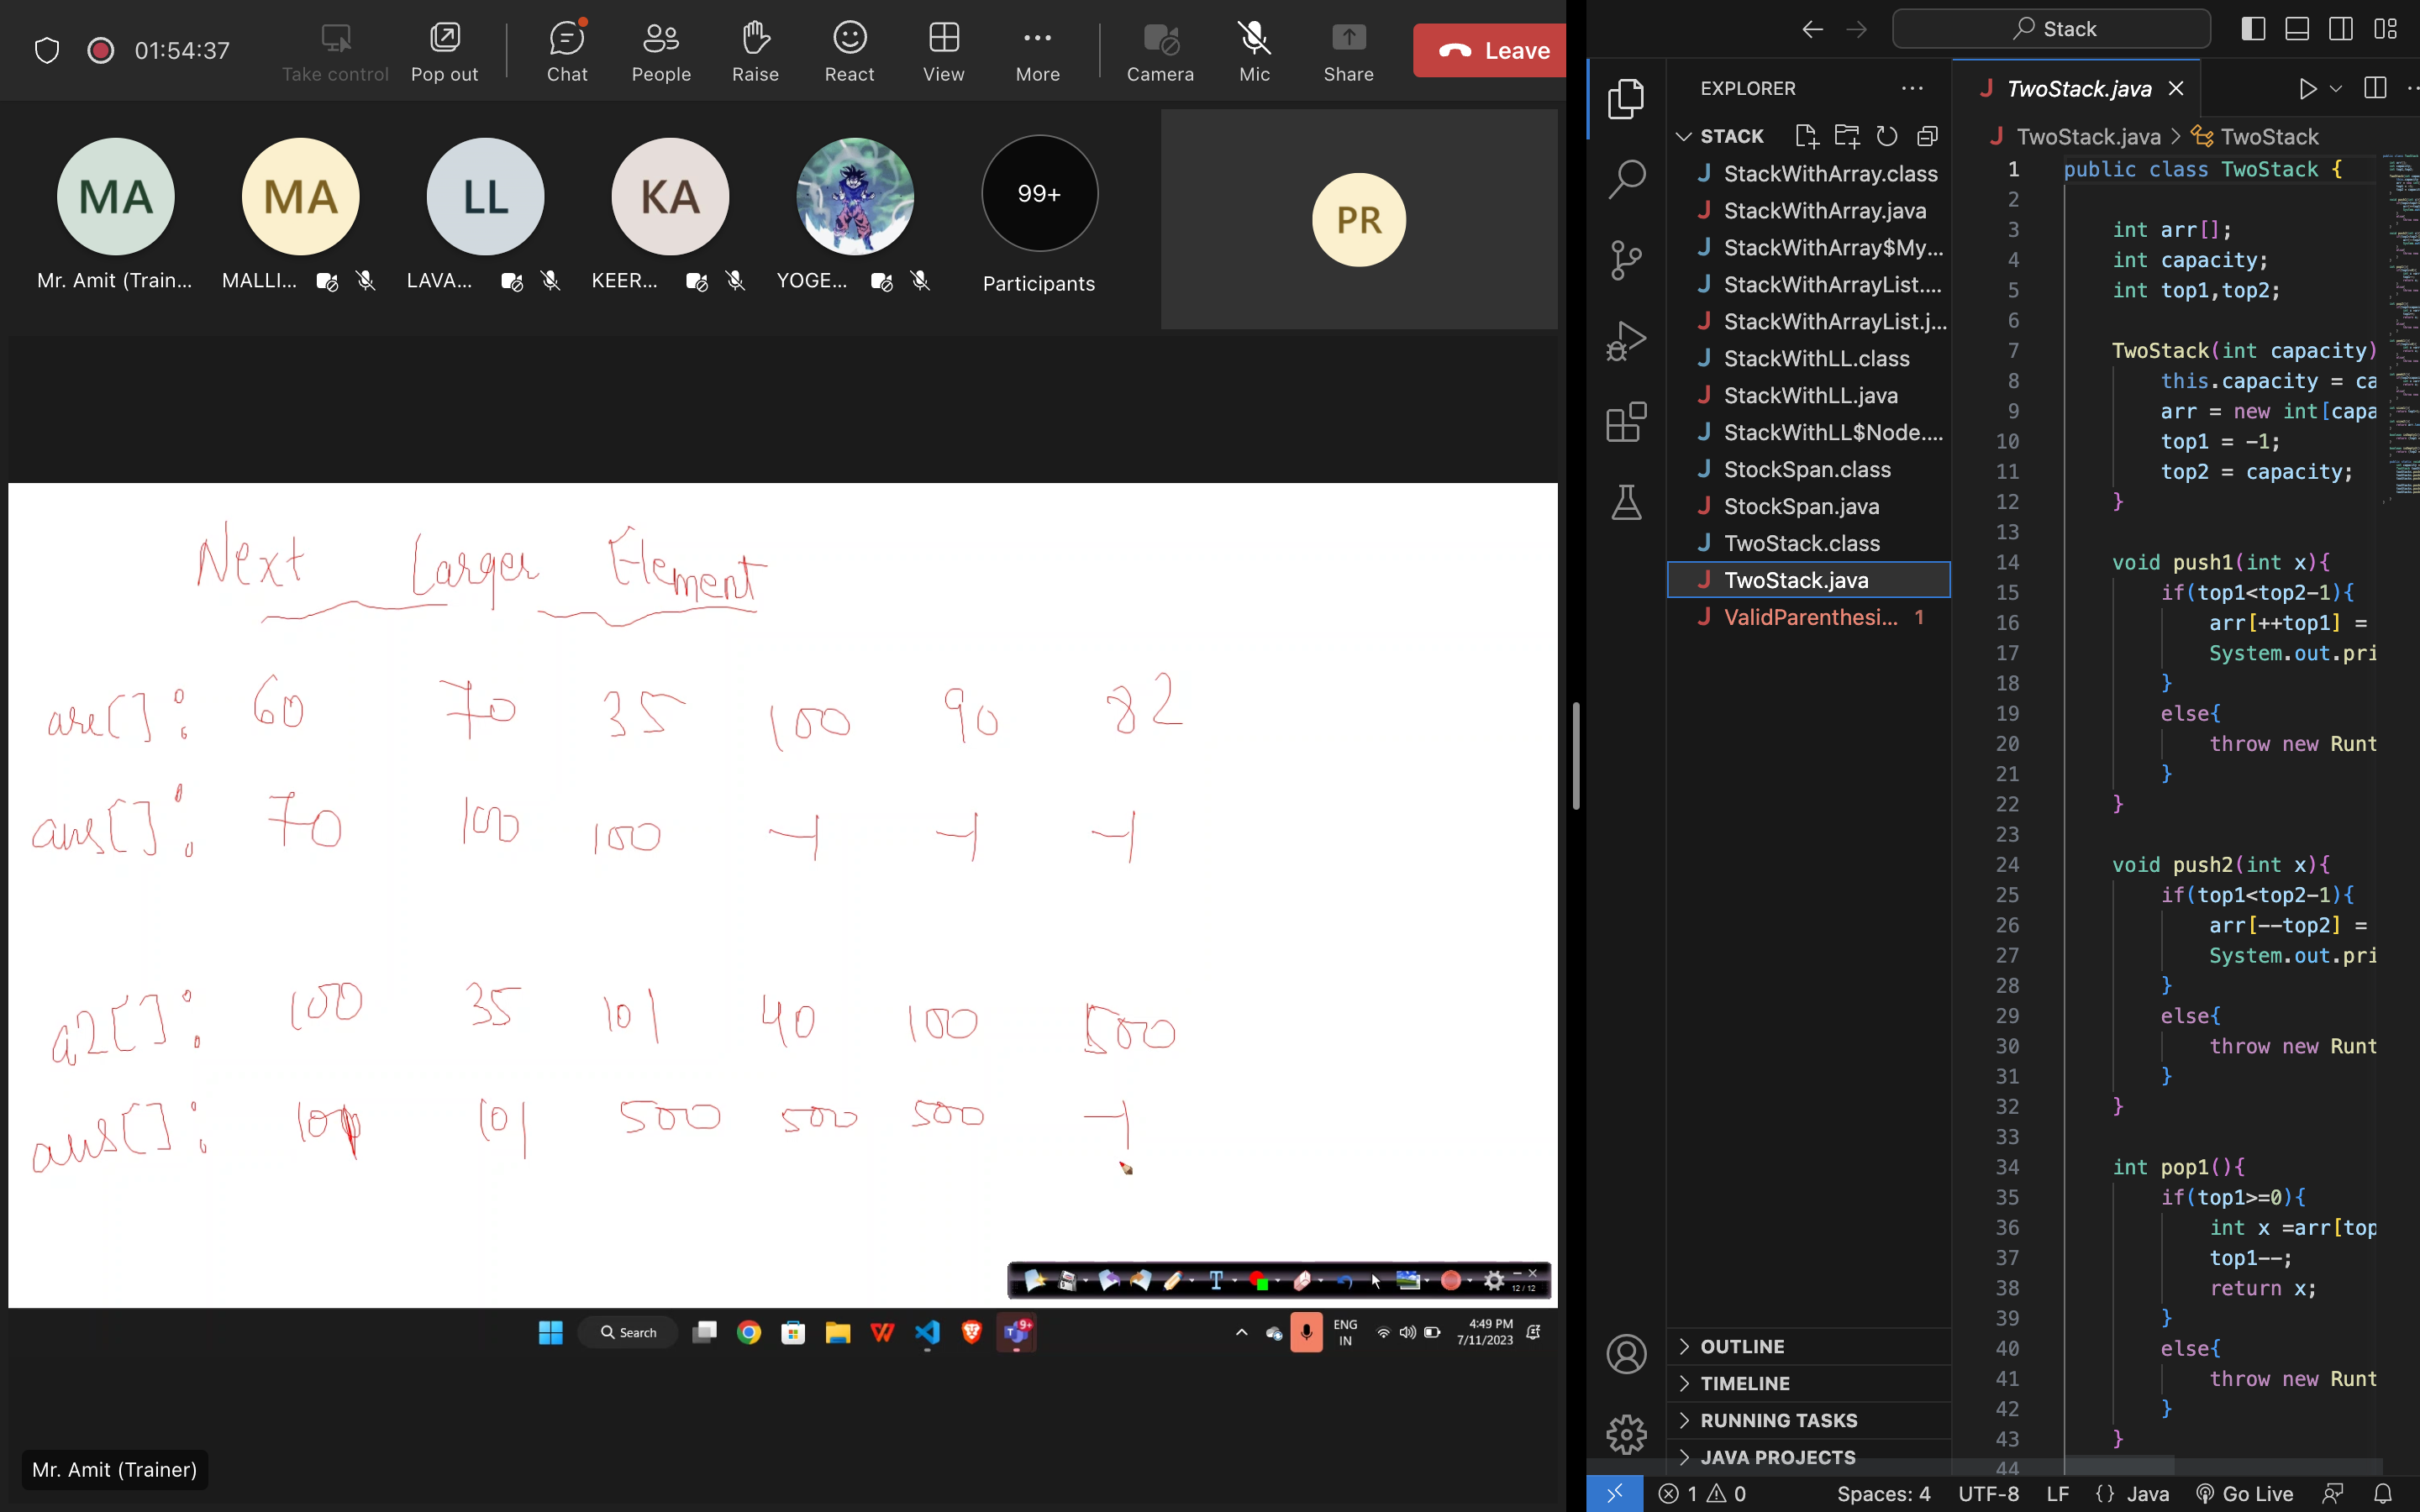 01:54:37
Take control
Pop out
Chat
People
Raise
React
View
More
Camera
Mic
Share
Leave
MA
MA
LL
KA
99+
PR
Mr. Amit (Train...
MALLI...
LAVA...
KEER...
YOGE...
Participants
Next Larger Element
arr[]: 60 70 35 100 90 82
ans[]: 70 100 100 -1 -1 -1
a2[]: 100 35 101 40 100 500
ans[]: 101 101 500 500 500 -1
12 / 12
Search
9+
ENG
IN
4:49 PM
7/11/2023
Mr. Amit (Trainer)
Stack
EXPLORER
STACK
StackWithArray.class
StackWithArray.java
StackWithArray$My...
StackWithArrayList....
StackWithArrayList.j...
StackWithLL.class
StackWithLL.java
StackWithLL$Node....
StockSpan.class
StockSpan.java
TwoStack.class
TwoStack.java
ValidParenthesi... 1
OUTLINE
TIMELINE
RUNNING TASKS
JAVA PROJECTS
TwoStack.java
TwoStack.java > TwoStack
1 public class TwoStack {
2
3 int arr[];
4 int capacity;
5 int top1,top2;
6
7 TwoStack(int capacity)
8 this.capacity = ca
9 arr = new int[capa
10 top1 = -1;
11 top2 = capacity;
12 }
13
14 void push1(int x){
15 if(top1<top2-1){
16 arr[++top1] =
17 System.out.pri
18 }
19 else{
20 throw new Runt
21 }
22 }
23
24 void push2(int x){
25 if(top1<top2-1){
26 arr[--top2] =
27 System.out.pri
28 }
29 else{
30 throw new Runt
31 }
32 }
33
34 int pop1(){
35 if(top1>=0){
36 int x =arr[top
37 top1--;
38 return x;
39 }
40 else{
41 throw new Runt
42 }
43 }
44
1 0
Spaces: 4
UTF-8
LF
{} Java
Go Live